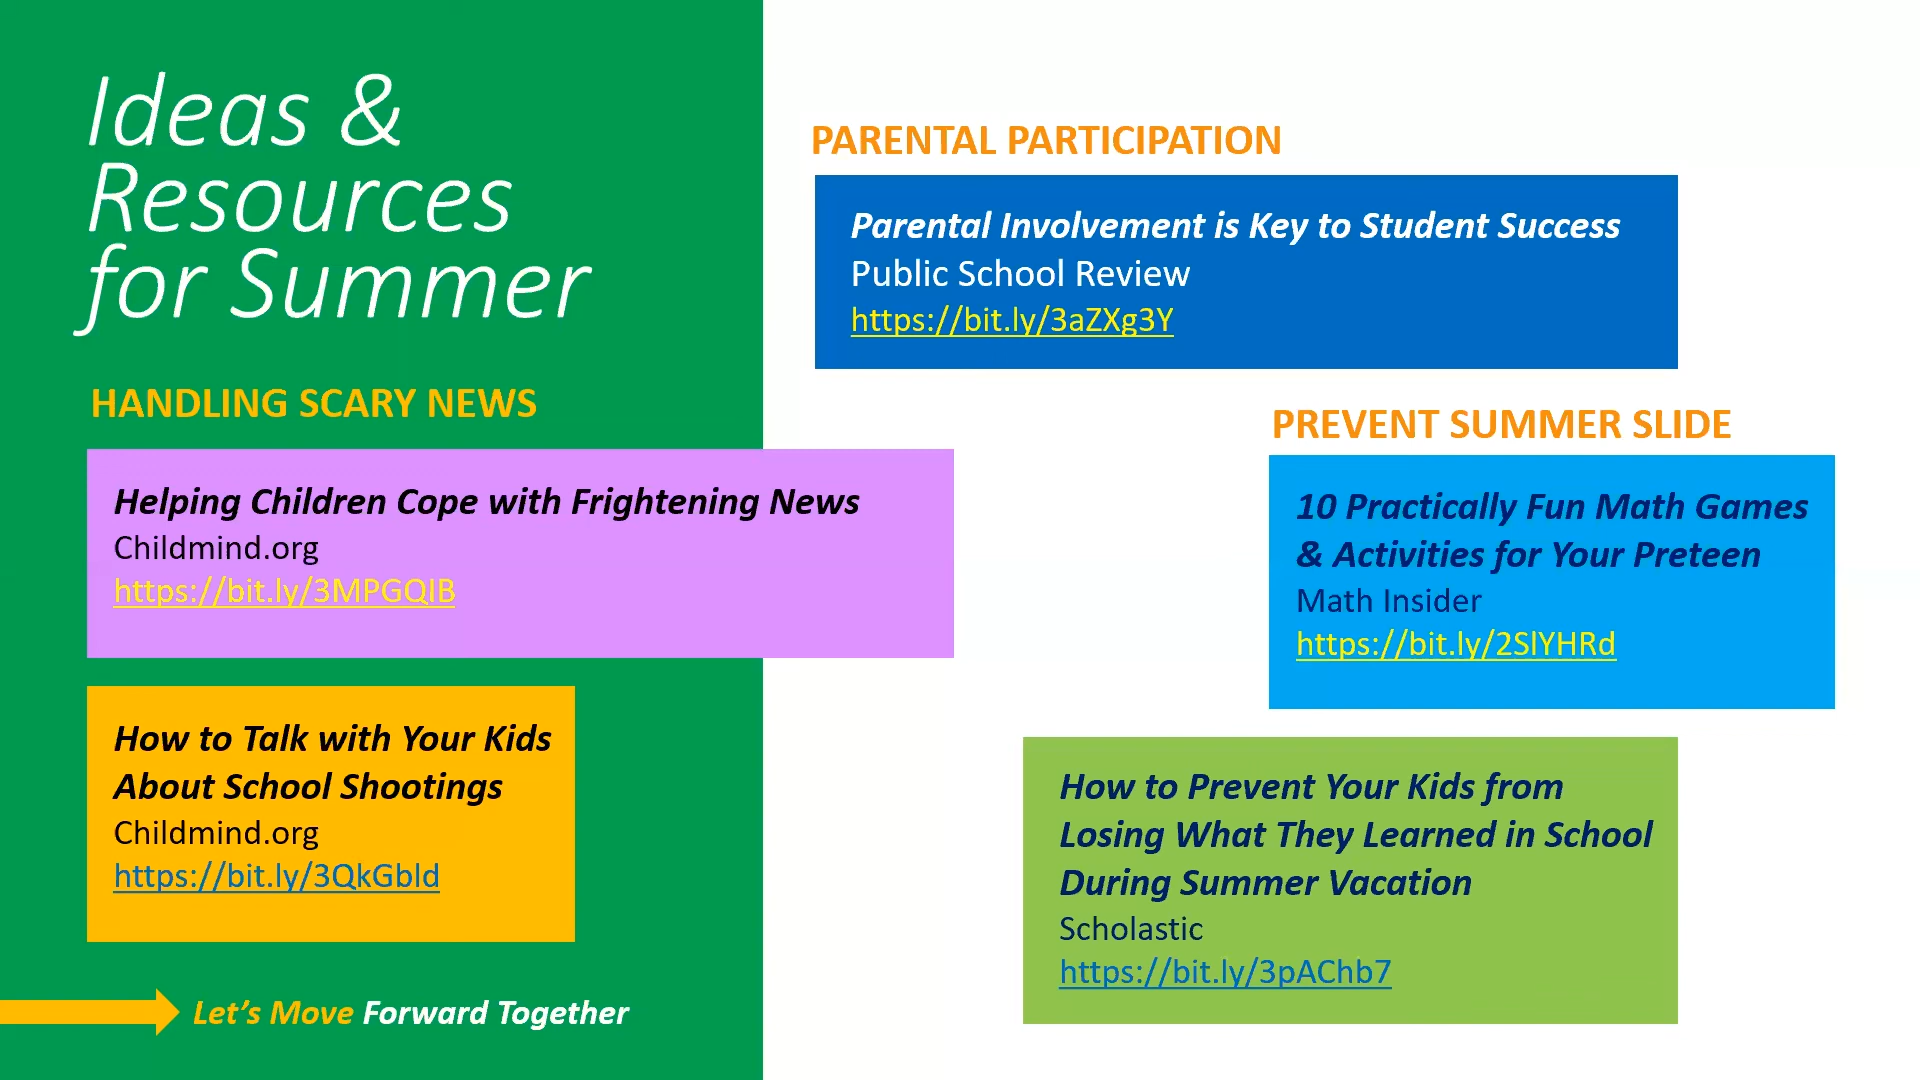 Ideas &
Resources
for Summer
HANDLING SCARY NEWS
Helping Children Cope with Frightening News
Childmind.org
https://bit.ly/3MPGQIB
How to Talk with Your Kids
About School Shootings
Childmind.org
https://bit.ly/3QkGbld
Let's Move Forward Together
PARENTAL PARTICIPATION
Parental Involvement is Key to Student Success
Public School Review
https://bit.ly/3aZXg3Y
PREVENT SUMMER SLIDE
10 Practically Fun Math Games
& Activities for Your Preteen
Math Insider
https://bit.ly/2SlYHRd
How to Prevent Your Kids from
Losing What They Learned in School
During Summer Vacation
Scholastic
https://bit.ly/3pAChb7